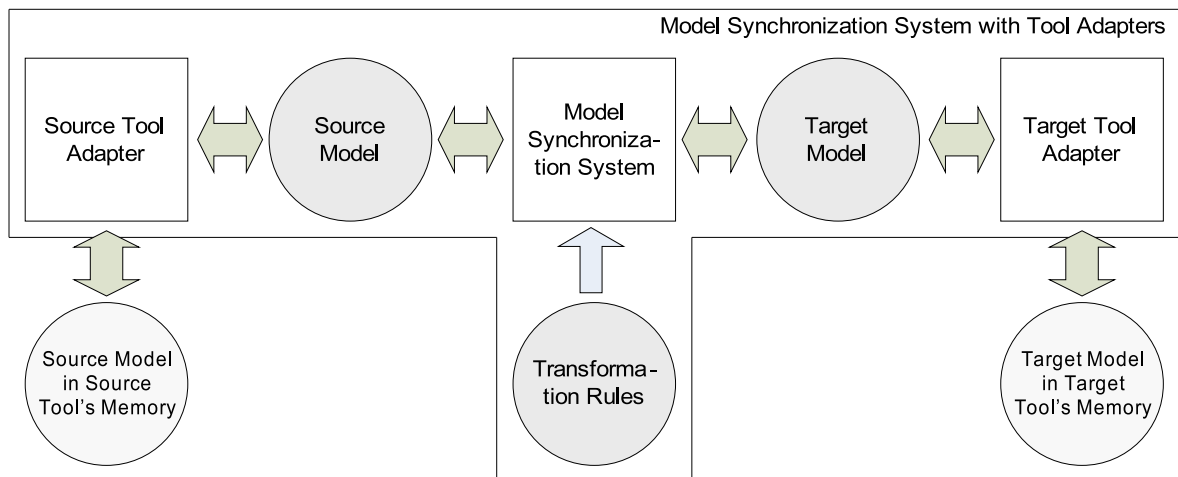 Model Synchronization System with Tool Adapters
Source Tool
Adapter
Source
Model
Model
Synchroniza-
tion System
Target
Model
Target Tool
Adapter
Source Model
in Source
Tool's Memory
Transforma-
tion Rules
Target Model
in Target
Tool's Memory